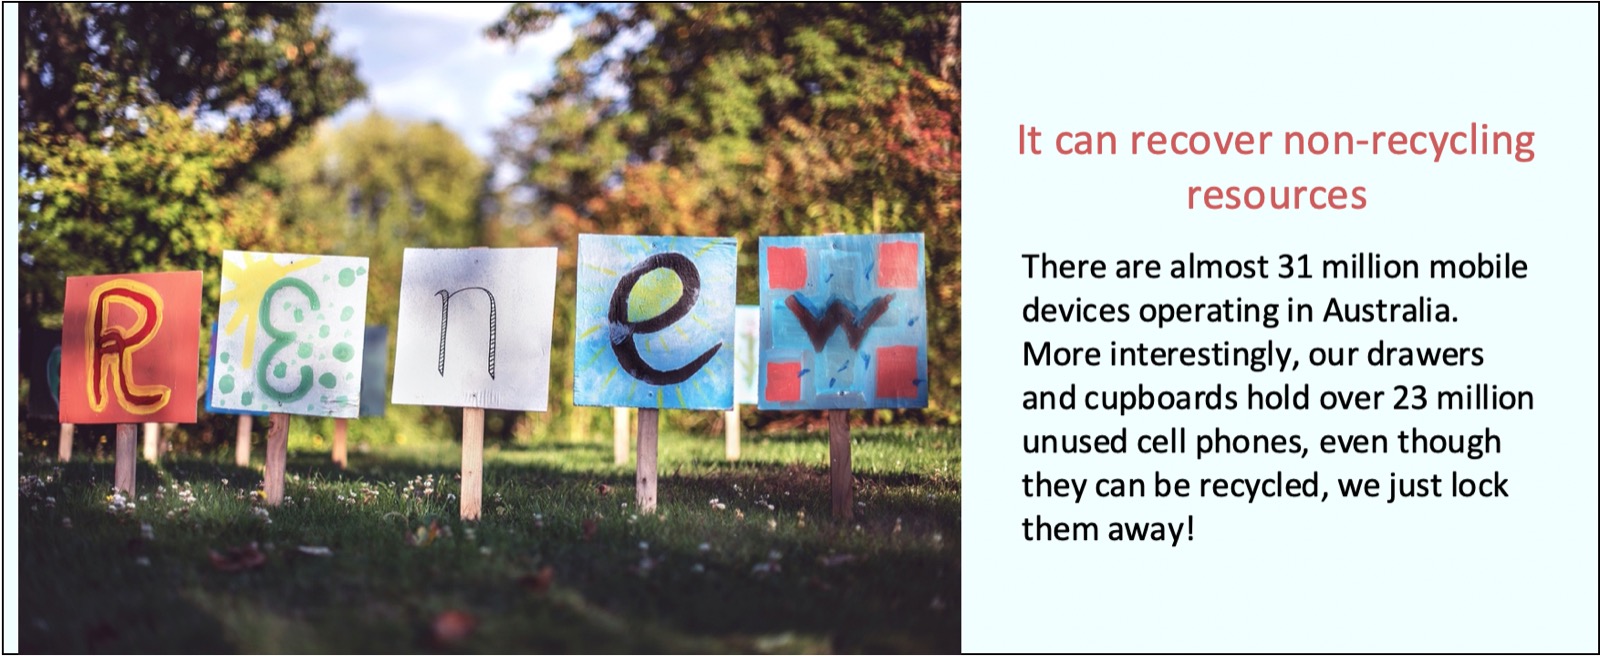 REnew
It can recover non-recycling
resources
There are almost 31 million mobile
devices operating in Australia.
More interestingly, our drawers
and cupboards hold over 23 million
unused cell phones, even though
they can be recycled, we just lock
them away!